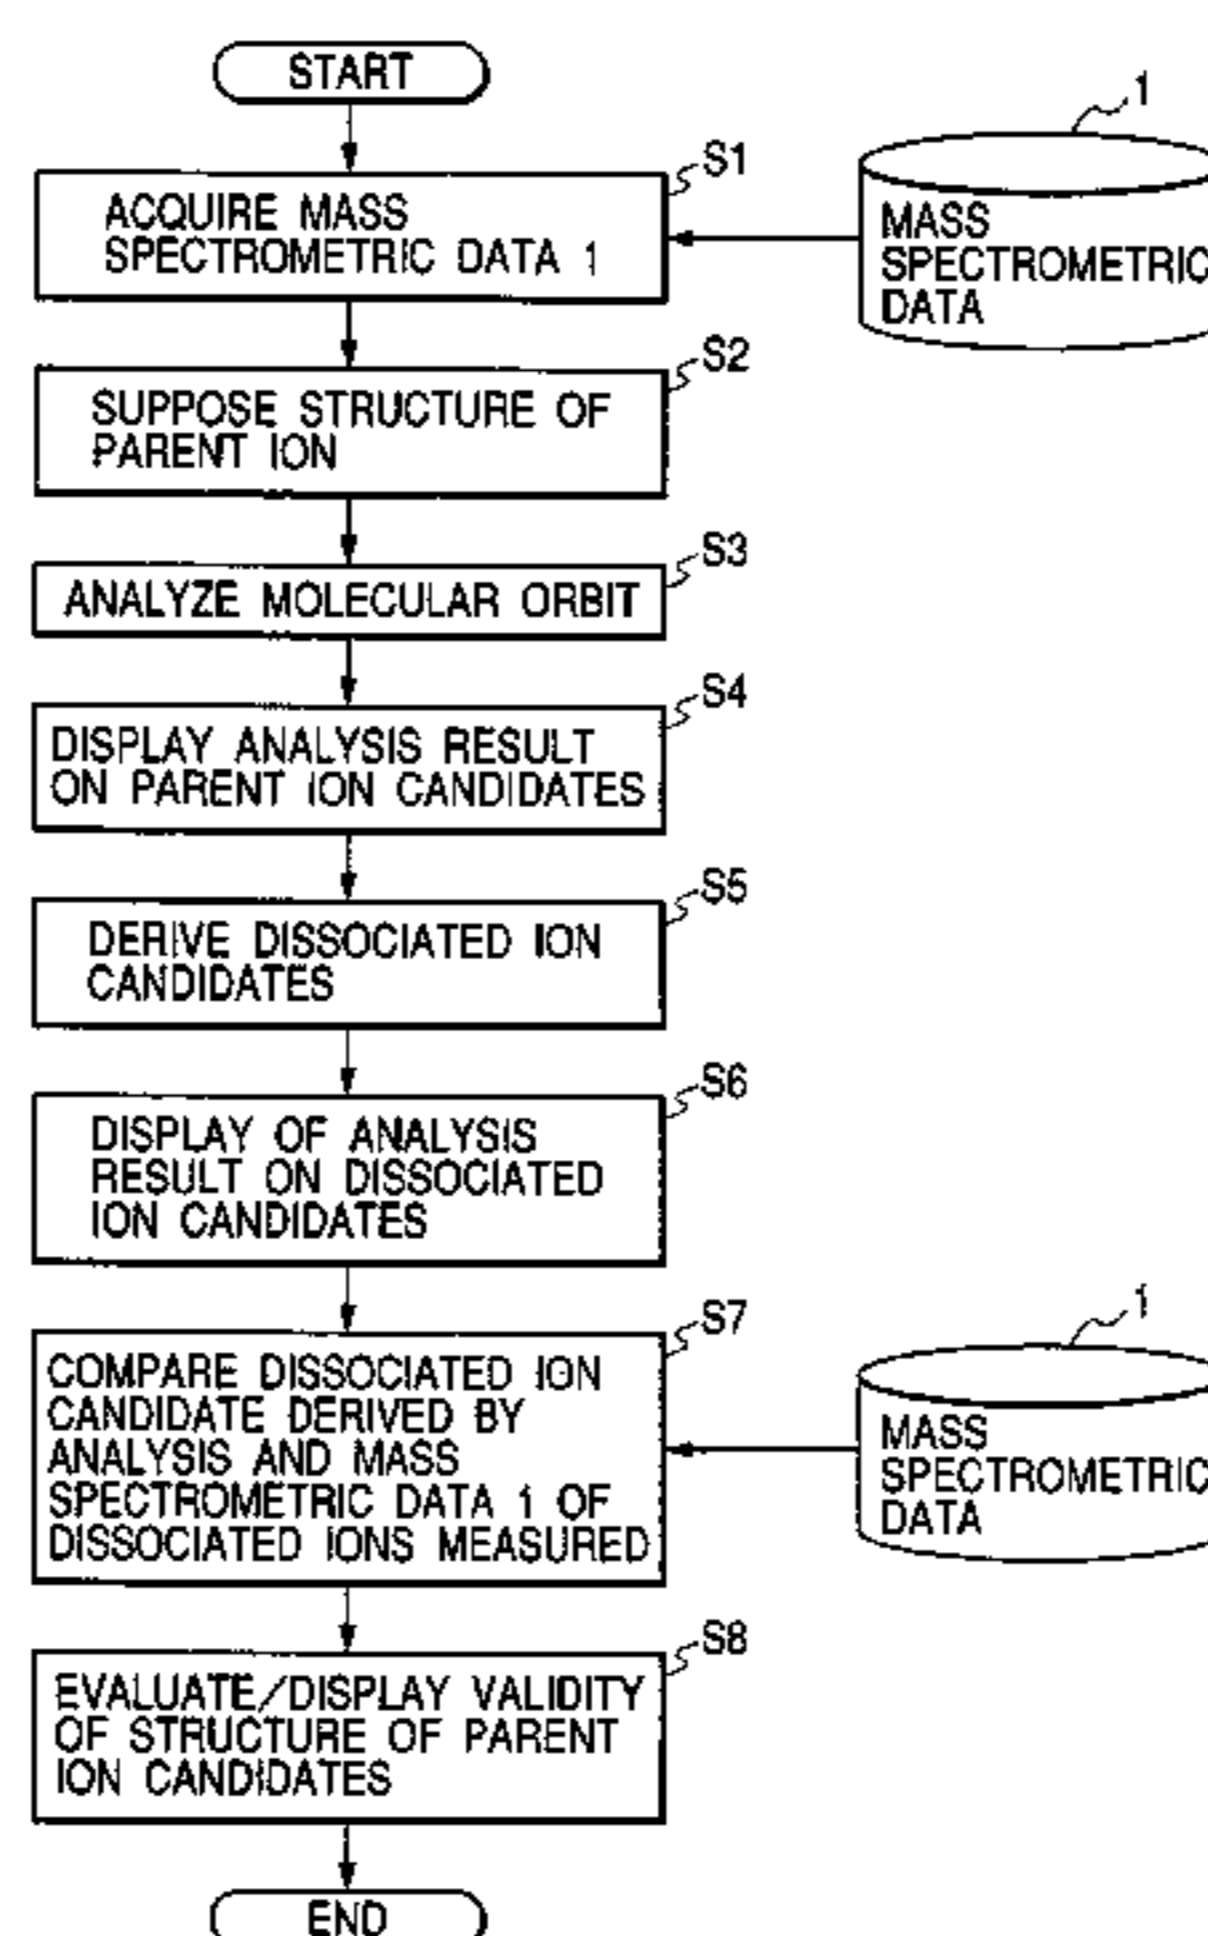 START
1
S1
ACQUIRE MASS
SPECTROMETRIC DATA 1
MASS
SPECTROMETRIC
DATA
S2
SUPPOSE STRUCTURE OF
PARENT ION
S3
ANALYZE MOLECULAR ORBIT
S4
DISPLAY ANALYSIS RESULT
ON PARENT ION CANDIDATES
S5
DERIVE DISSOCIATED ION
CANDIDATES
S6
DISPLAY OF ANALYSIS
RESULT ON DISSOCIATED
ION CANDIDATES
S7
COMPARE DISSOCIATED ION
CANDIDATE DERIVED BY
ANALYSIS AND MASS
SPECTROMETRIC DATA 1 OF
DISSOCIATED IONS MEASURED
1
MASS
SPECTROMETRIC
DATA
S8
EVALUATE/DISPLAY VALIDITY
OF STRUCTURE OF PARENT
ION CANDIDATES
END